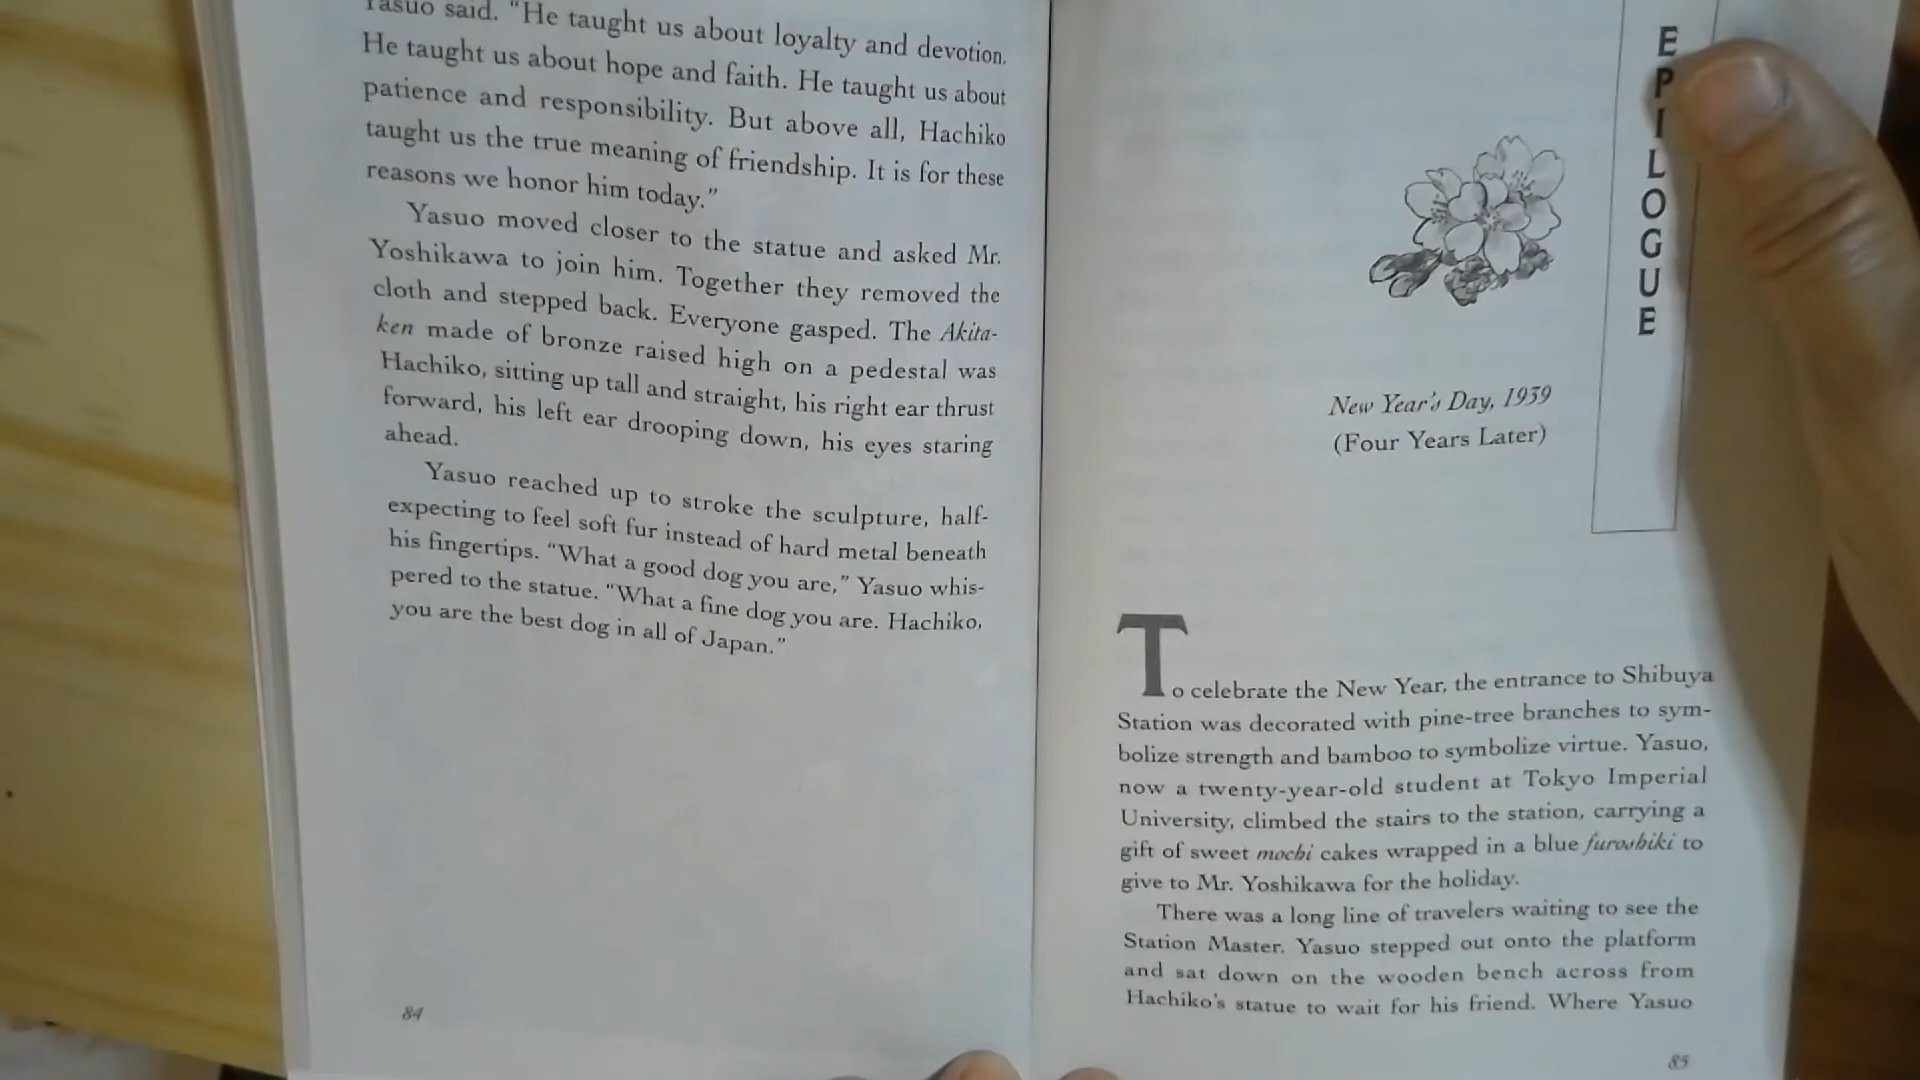 Yasuo said. “He taught us about loyalty and devotion.
He taught us about hope and faith. He taught us about
patience and responsibility. But above all, Hachiko
taught us the true meaning of friendship. It is for these
reasons we honor him today.”
Yasuo moved closer to the statue and asked Mr.
Yoshikawa to join him. Together they removed the
cloth and stepped back. Everyone gasped. The Akita-
ken made of bronze raised high on a pedestal was
Hachiko, sitting up tall and straight, his right ear thrust
forward, his left ear drooping down, his eyes staring
ahead.
Yasuo reached up to stroke the sculpture, half-
expecting to feel soft fur instead of hard metal beneath
his fingertips. “What a good dog you are,” Yasuo whis-
pered to the statue. “What a fine dog you are. Hachiko,
you are the best dog in all of Japan.”
84
EPILOGUE
New Year's Day, 1939
(Four Years Later)
To celebrate the New Year, the entrance to Shibuya
Station was decorated with pine-tree branches to sym-
bolize strength and bamboo to symbolize virtue. Yasuo,
now a twenty-year-old student at Tokyo Imperial
University, climbed the stairs to the station, carrying a
gift of sweet mochi cakes wrapped in a blue furoshiki to
give to Mr. Yoshikawa for the holiday.
There was a long line of travelers waiting to see the
Station Master. Yasuo stepped out onto the platform
and sat down on the wooden bench across from
Hachiko's statue to wait for his friend. Where Yasuo
85